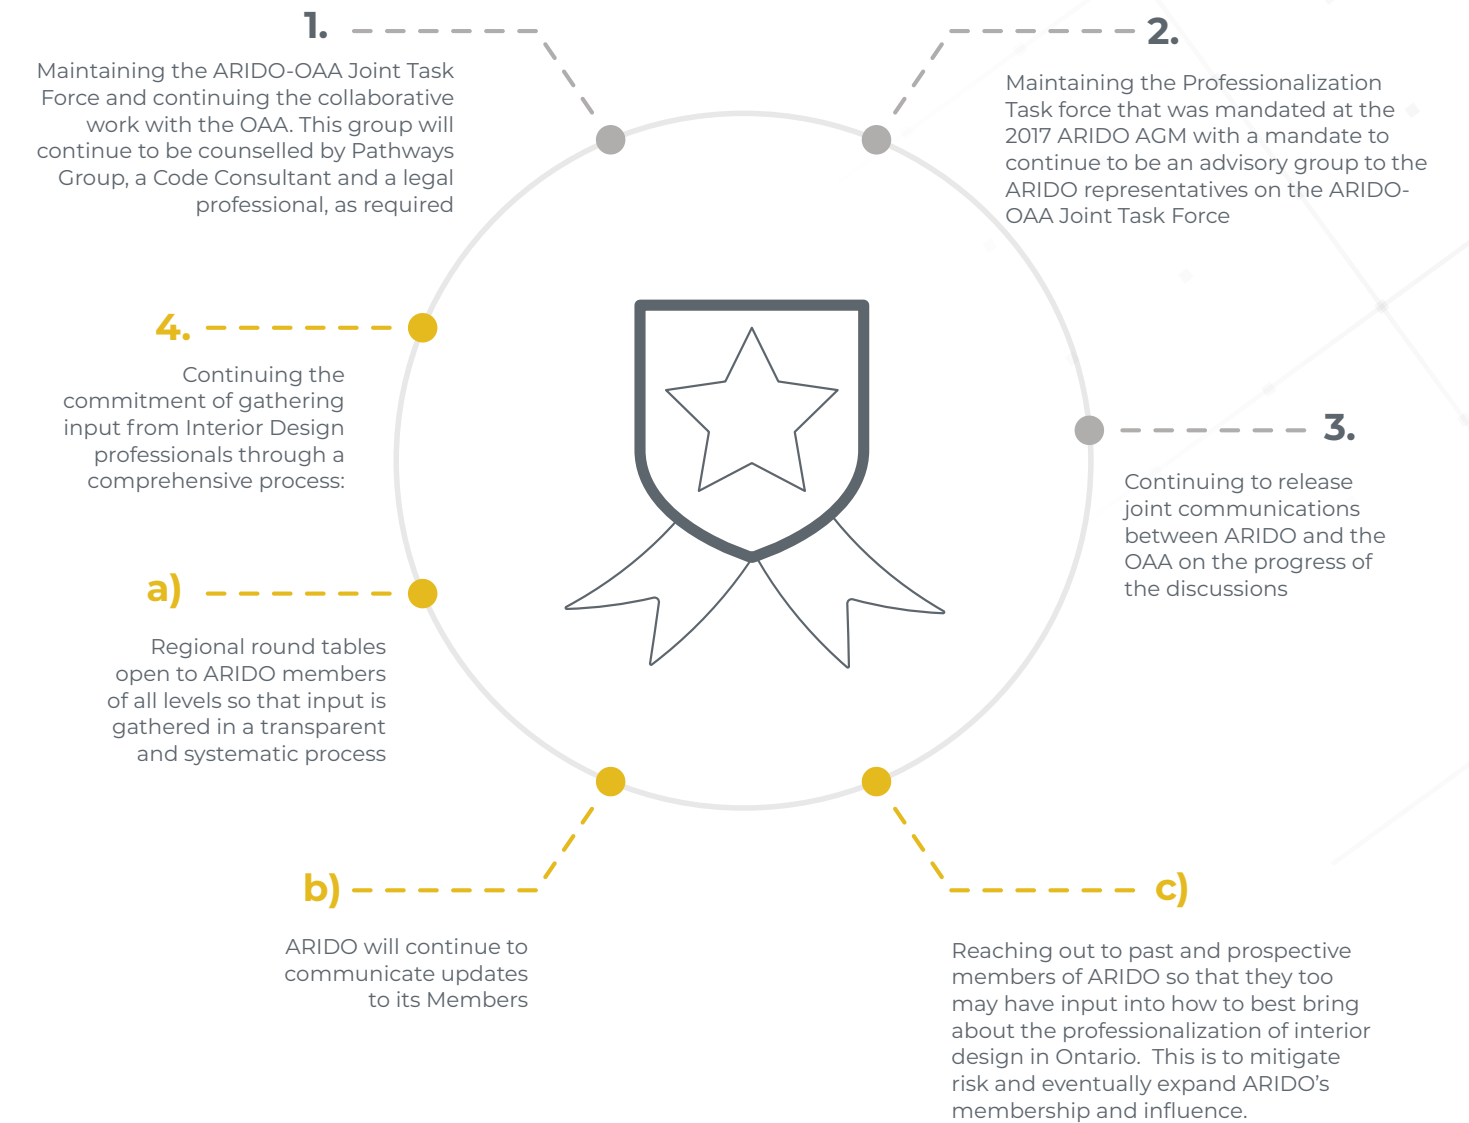 1.
Maintaining the ARIDO-OAA Joint Task
Force and continuing the collaborative
work with the OAA. This group will
continue to be counselled by Pathways
Group, a Code Consultant and a legal
professional, as required
2.
Maintaining the Professionalization
Task force that was mandated at the
2017 ARIDO AGM with a mandate to
continue to be an advisory group to the
ARIDO representatives on the ARIDO-
OAA Joint Task Force
3.
Continuing to release
joint communications
between ARIDO and the
OAA on the progress of
the discussions
4.
Continuing the
commitment of gathering
input from Interior Design
professionals through a
comprehensive process:
a)
Regional round tables
open to ARIDO members
of all levels so that input is
gathered in a transparent
and systematic process
b)
ARIDO will continue to
communicate updates
to its Members
c)
Reaching out to past and prospective
members of ARIDO so that they too
may have input into how to best bring
about the professionalization of interior
design in Ontario.  This is to mitigate
risk and eventually expand ARIDO’s
membership and influence.